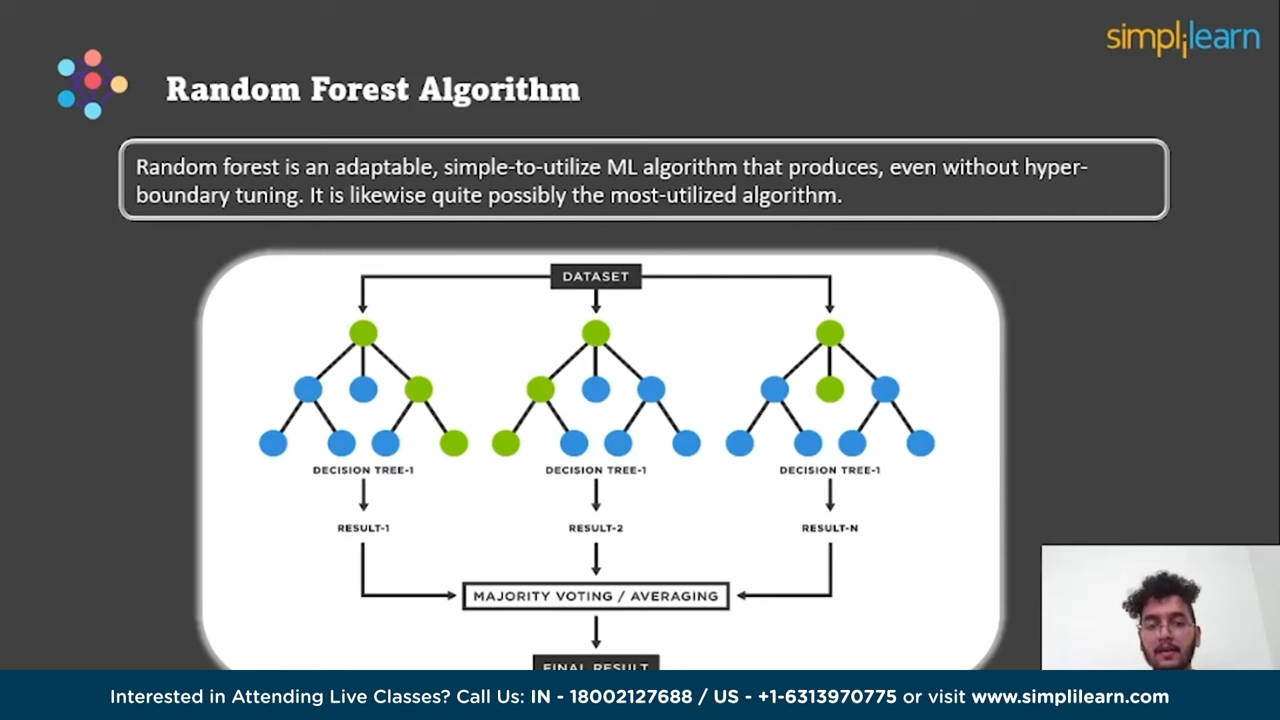 simplilearn
Random Forest Algorithm
Random forest is an adaptable, simple-to-utilize ML algorithm that produces, even without hyper-
boundary tuning. It is likewise quite possibly the most-utilized algorithm.
DATASET
DECISION TREE-1 DECISION TREE-1 DECISION TREE-1
RESULT-1 RESULT-2 RESULT-N
MAJORITY VOTING / AVERAGING
FINAL RESULT
Interested in Attending Live Classes? Call Us: IN - 18002127688 / US - +1-6313970775 or visit www.simplilearn.com